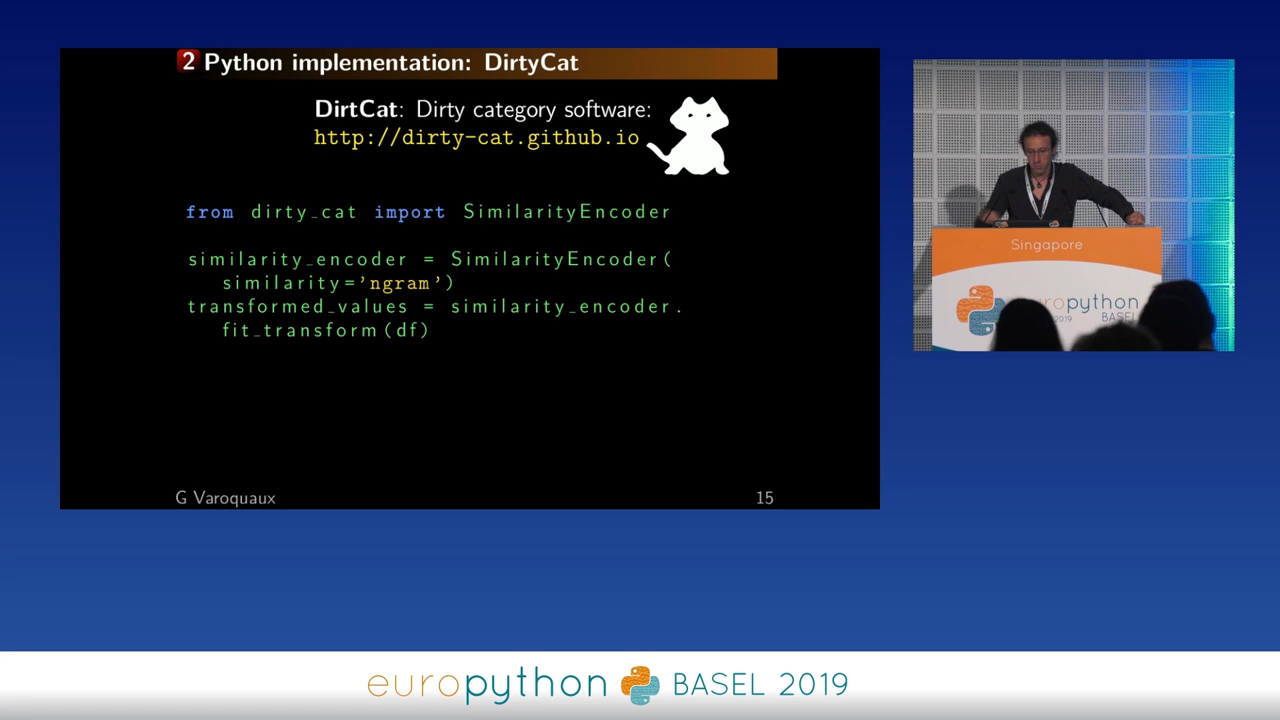 2 Python implementation: DirtyCat
DirtCat: Dirty category software:
http://dirty-cat.github.io
from dirty_cat import SimilarityEncoder
similarity_encoder = SimilarityEncoder(
similarity='ngram')
transformed_values = similarity_encoder.
fit_transform(df)
G Varoquaux 15
Singapore
europython
2019 BASEL
europython BASEL 2019